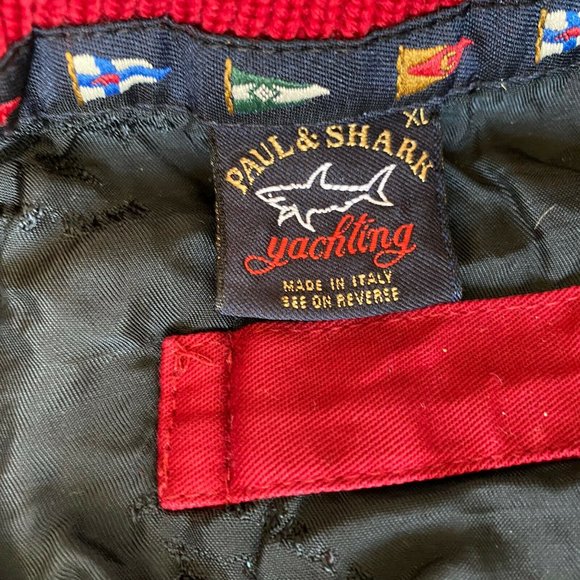 XL
PAUL & SHARK
yachting
MADE IN ITALY
SEE ON REVERSE